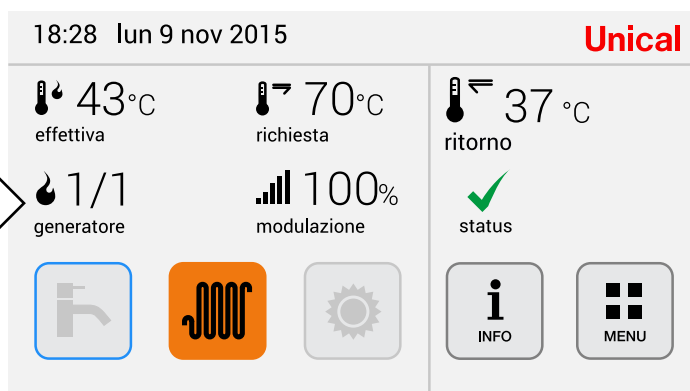 18:28 lun 9 nov 2015 Unical
43°C 70°C 37 °C
effettiva richiesta ritorno
1/1 100%
generatore modulazione status
INFO MENU